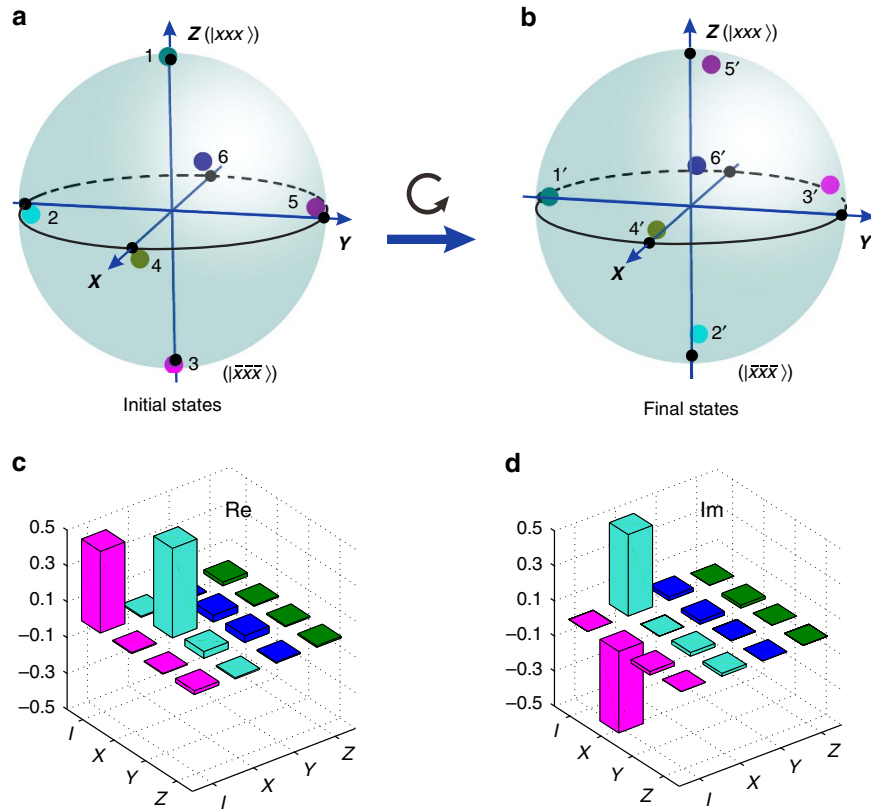 a
Z (|xxx⟩)
1
6
2
5
4
Y
X
3
(|x̄x̄x̄⟩)
Initial states
b
Z (|xxx⟩)
5′
6′
1′
3′
4′
Y
X
2′
(|x̄x̄x̄⟩)
Final states
c
Re
0.5
0.3
0.1
−0.1
−0.3
−0.5
I
X
Y
Z
I
X
Y
Z
d
Im
0.5
0.3
0.1
−0.1
−0.3
−0.5
I
X
Y
Z
I
X
Y
Z